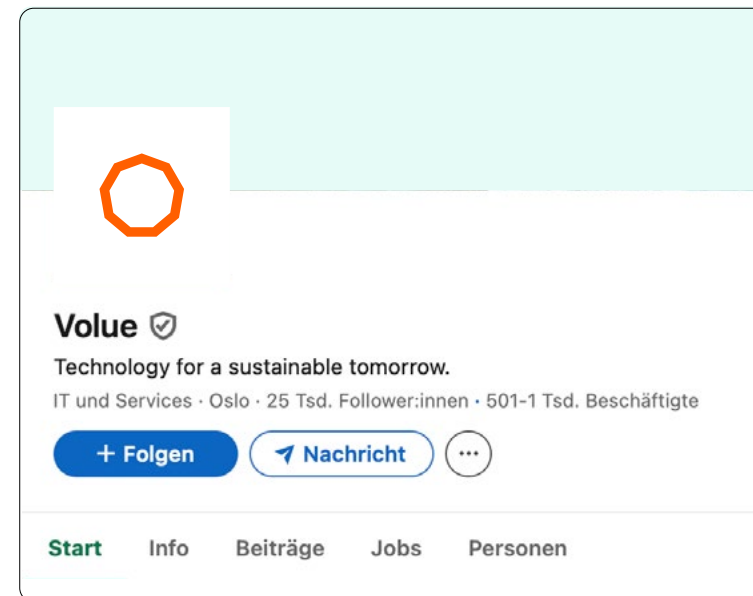 Volue
Technology for a sustainable tomorrow.
IT und Services · Oslo · 25 Tsd. Follower:innen · 501-1 Tsd. Beschäftigte
+ Folgen Nachricht ···
Start Info Beiträge Jobs Personen